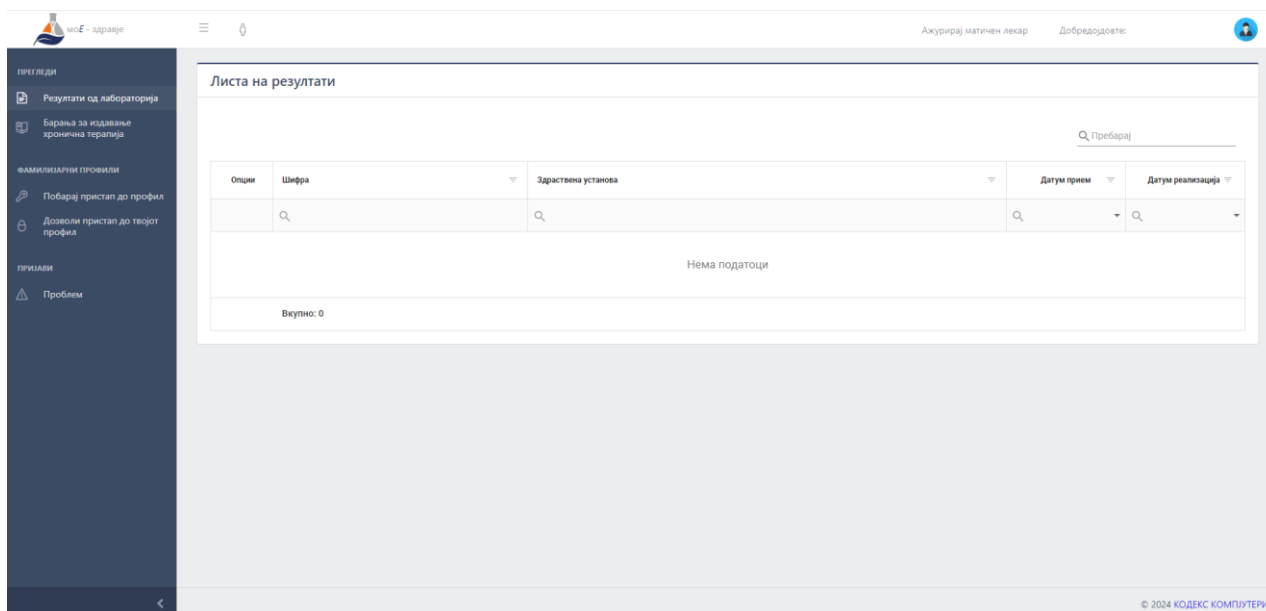 моЕ - здравје
Ажурирај матичен лекар
Добредојдовте:
ПРЕГЛЕДИ
Резултати од лабораторија
Барања за издавање
хронична терапија
ФАМИЛИЈАРНИ ПРОФИЛИ
Побарај пристап до профил
Дозволи пристап до твојот
профил
ПРИЈАВИ
Проблем
Листа на резултати
Пребарај
Опции
Шифра
Здраствена установа
Датум прием
Датум реализација
Нема податоци
Вкупно: 0
© 2024 КОДЕКС КОМПЈУТЕРИ